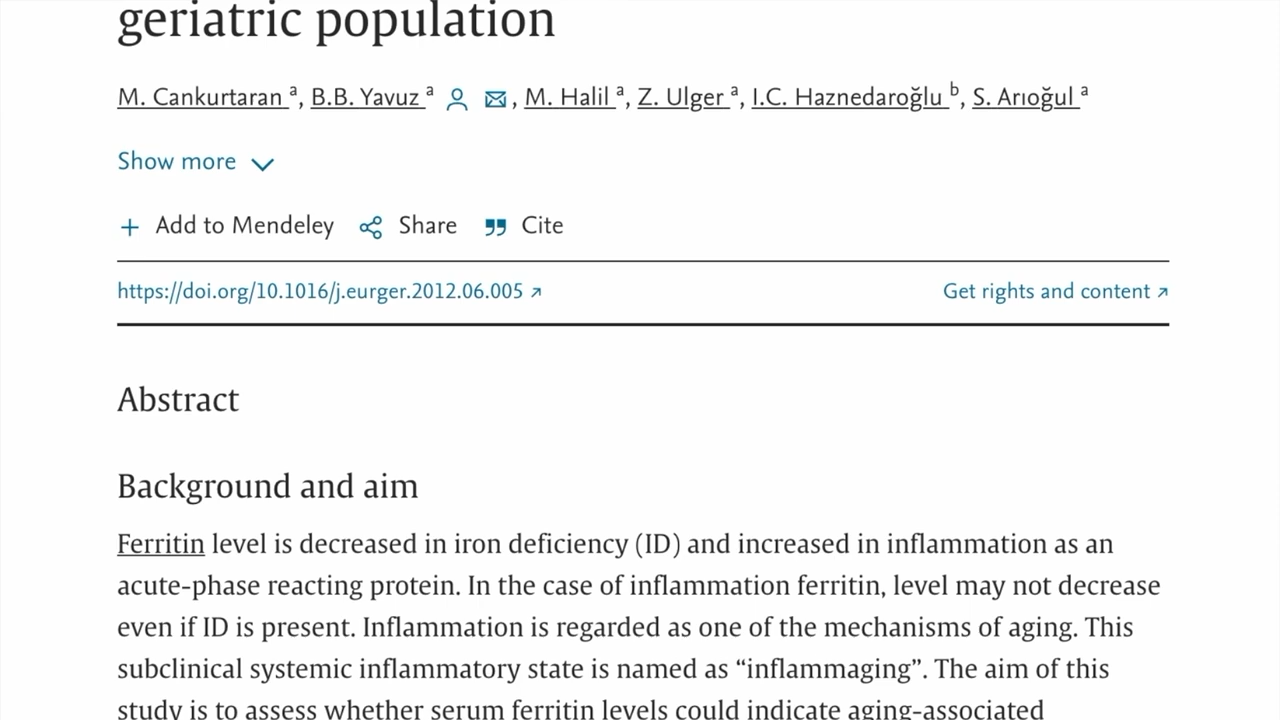 geriatric population
M. Cankurtaran a, B.B. Yavuz a, M. Halil a, Z. Ulger a, I.C. Haznedaroğlu b, S. Arıoğul a
Show more
+ Add to Mendeley Share Cite
https://doi.org/10.1016/j.eurger.2012.06.005 ↗ Get rights and content ↗
Abstract
Background and aim
Ferritin level is decreased in iron deficiency (ID) and increased in inflammation as an
acute-phase reacting protein. In the case of inflammation ferritin, level may not decrease
even if ID is present. Inflammation is regarded as one of the mechanisms of aging. This
subclinical systemic inflammatory state is named as “inflammaging”. The aim of this
study is to assess whether serum ferritin levels could indicate aging-associated